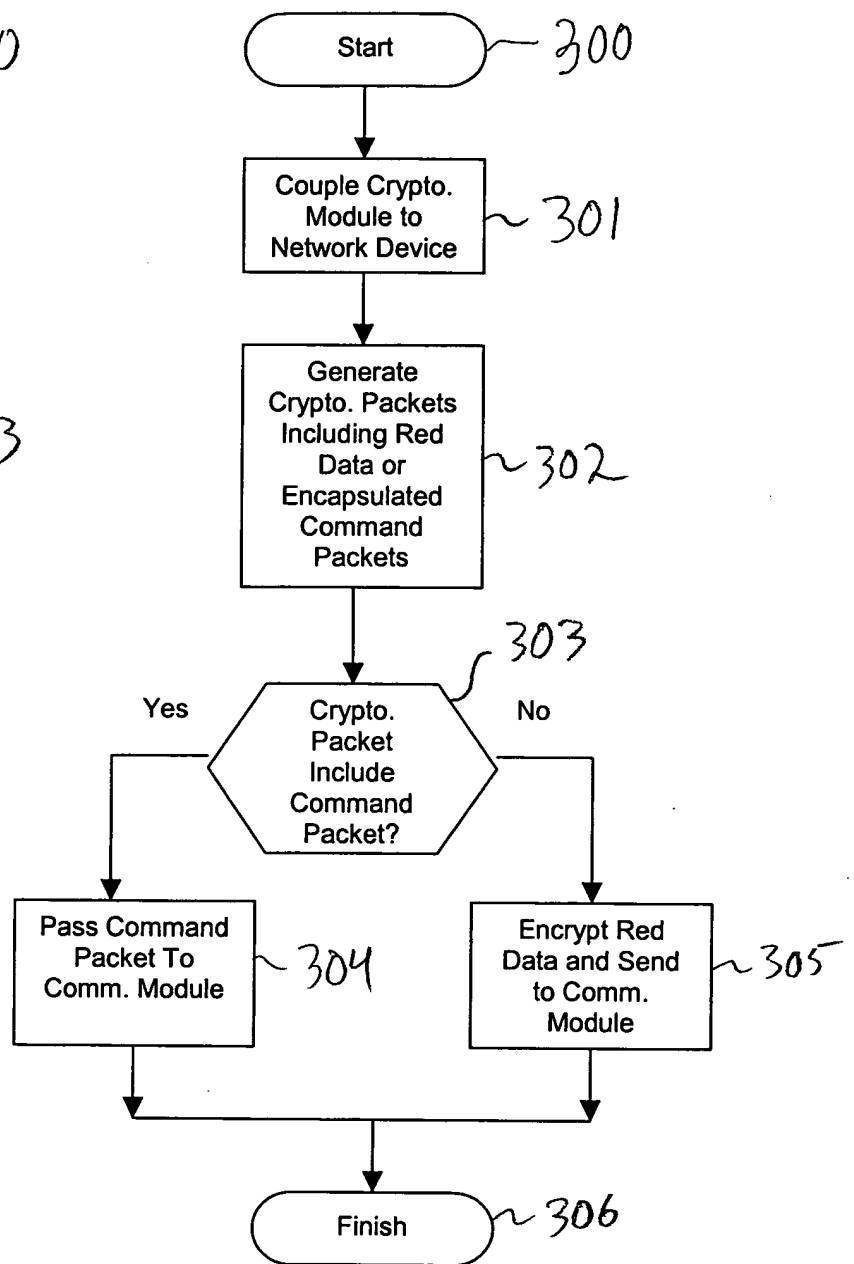 Start
300
Couple Crypto.
Module to
Network Device
301
Generate
Crypto. Packets
Including Red
Data or
Encapsulated
Command
Packets
302
303
Yes
Crypto.
Packet
Include
Command
Packet?
No
Pass Command
Packet To
Comm. Module
304
Encrypt Red
Data and Send
to Comm.
Module
305
Finish
306